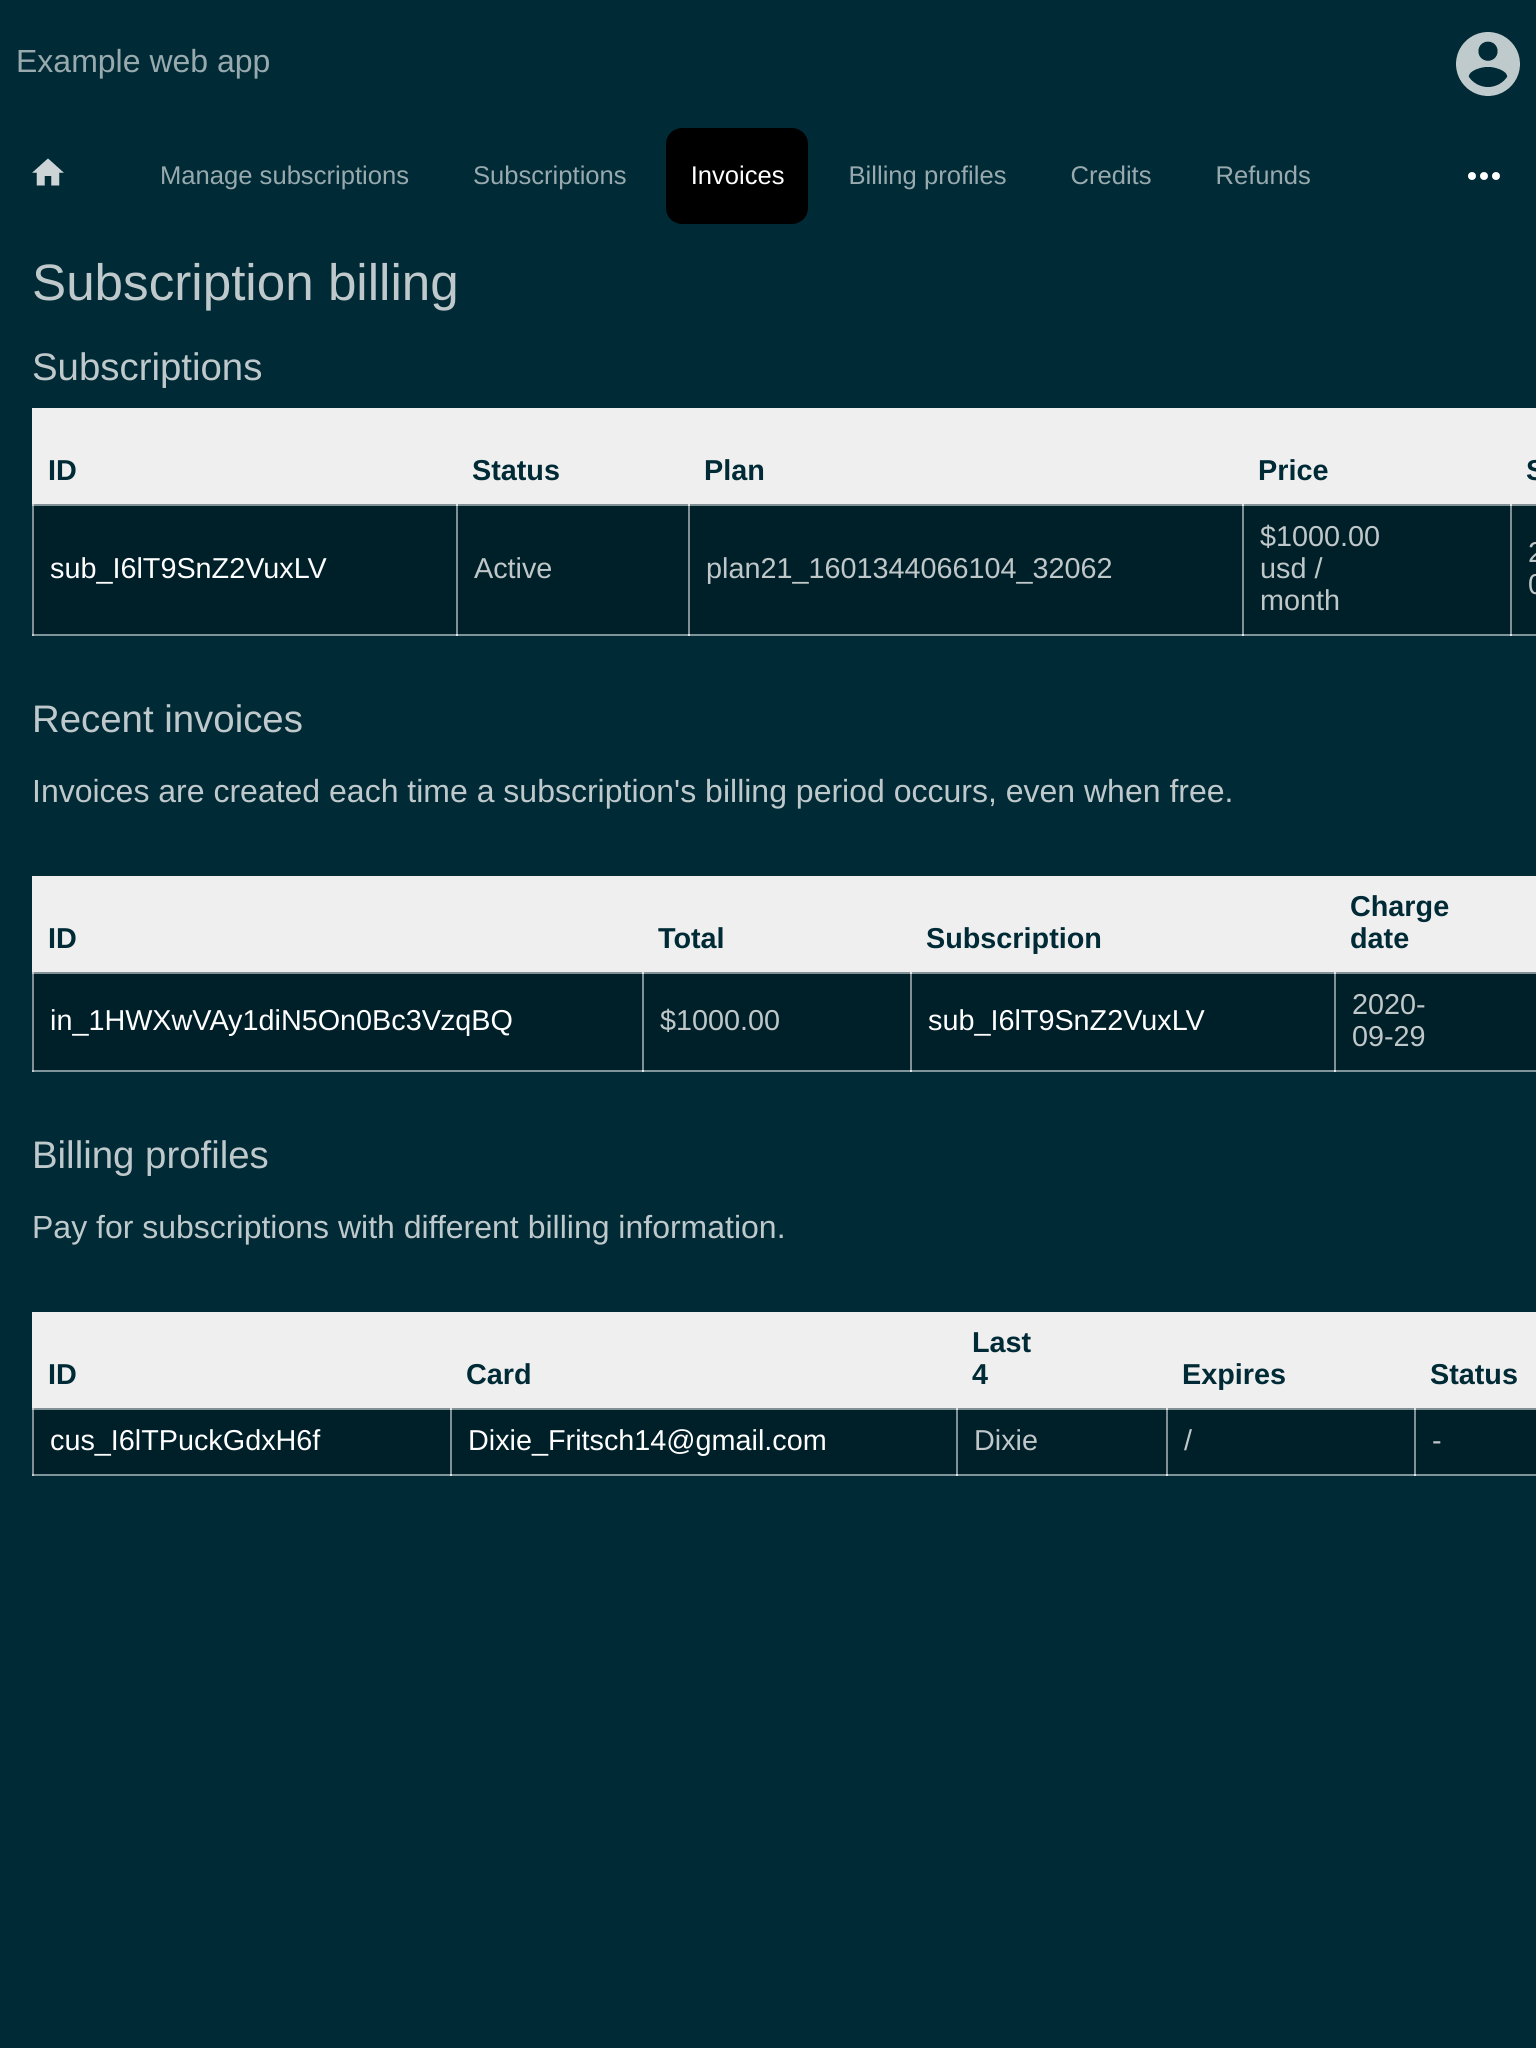 Example web app
Manage subscriptions Subscriptions Invoices Billing profiles Credits Refunds
Subscription billing
Subscriptions
ID Status Plan Price
sub_I6lT9SnZ2VuxLV Active plan21_1601344066104_32062 $1000.00
usd /
month
Recent invoices
Invoices are created each time a subscription's billing period occurs, even when free.
ID Total Subscription Charge
date
in_1HWXwVAy1diN5On0Bc3VzqBQ $1000.00 sub_I6lT9SnZ2VuxLV 2020-
09-29
Billing profiles
Pay for subscriptions with different billing information.
ID Card Last
4 Expires Status
cus_I6lTPuckGdxH6f Dixie_Fritsch14@gmail.com Dixie / -